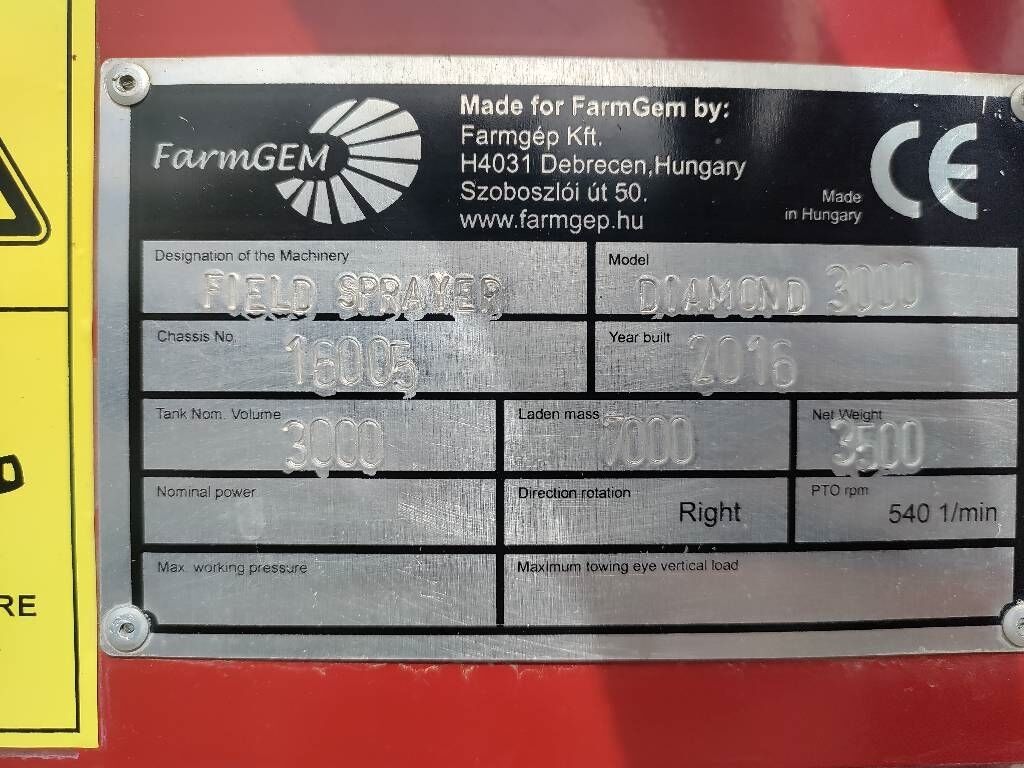 FarmGEM
Made for FarmGem by:
Farmgép Kft.
H4031 Debrecen,Hungary
Szoboszlói út 50.
www.farmgep.hu
Made
in Hungary
CE
Designation of the Machinery
FIELD SPRAYER
Model
DIAMOND 3000
Chassis No.
16005
Year built
2016
Tank Nom. Volume
3000
Laden mass
7000
Net Weight
3500
Nominal power
Direction rotation
Right
PTO rpm
540 1/min
Max. working pressure
Maximum towing eye vertical load
RE